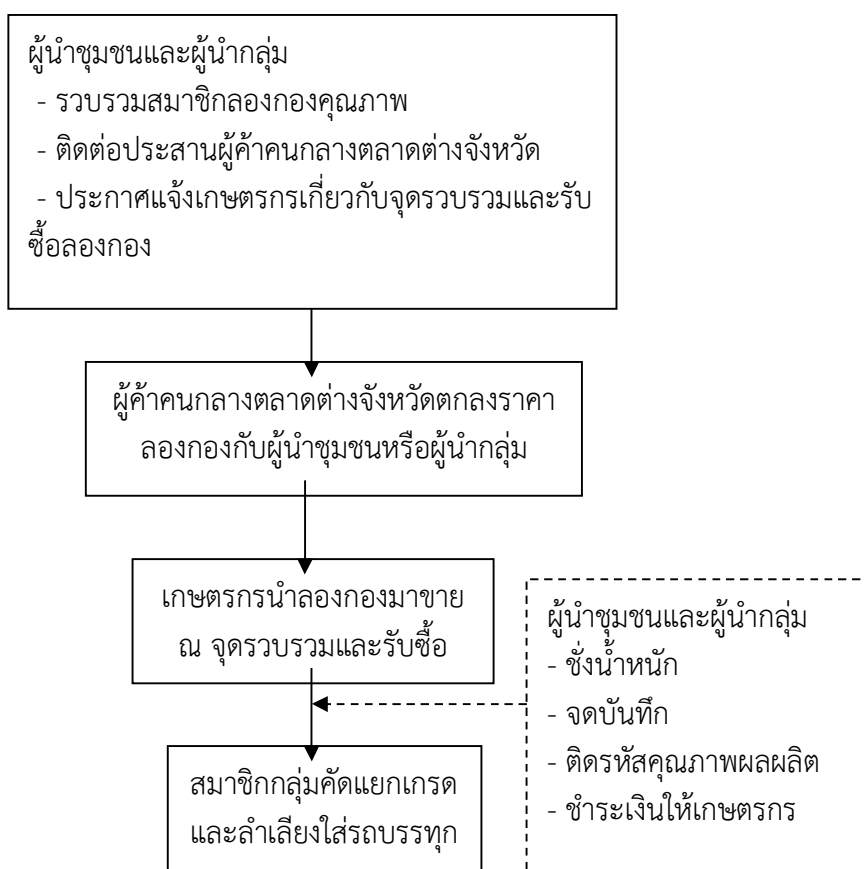 ผู้นำชุมชนและผู้นำกลุ่ม
- รวบรวมสมาชิกลองกองคุณภาพ
- ติดต่อประสานผู้ค้าคนกลางตลาดต่างจังหวัด
- ประกาศแจ้งเกษตรกรเกี่ยวกับจุดรวบรวมและรับ
ซื้อลองกอง
ผู้ค้าคนกลางตลาดต่างจังหวัดตกลงราคา
ลองกองกับผู้นำชุมชนหรือผู้นำกลุ่ม
เกษตรกรนำลองกองมาขาย
ณ จุดรวบรวมและรับซื้อ
ผู้นำชุมชนและผู้นำกลุ่ม
- ชั่งน้ำหนัก
- จดบันทึก
- ติดรหัสคุณภาพผลผลิต
- ชำระเงินให้เกษตรกร
สมาชิกกลุ่มคัดแยกเกรด
และลำเลียงใส่รถบรรทุก